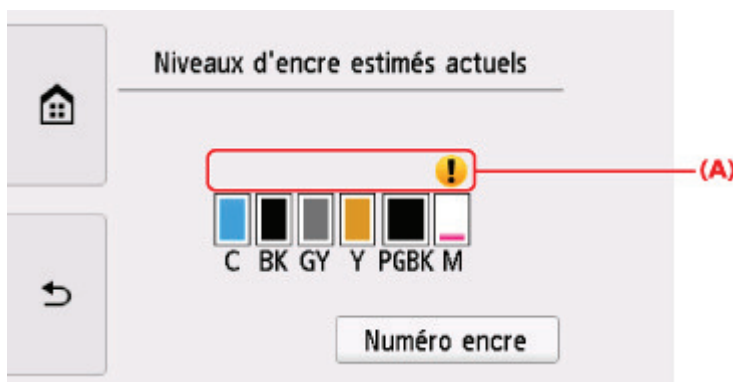 Niveaux d'encre estimés actuels
(A)
C BK GY Y PGBK M
Numéro encre